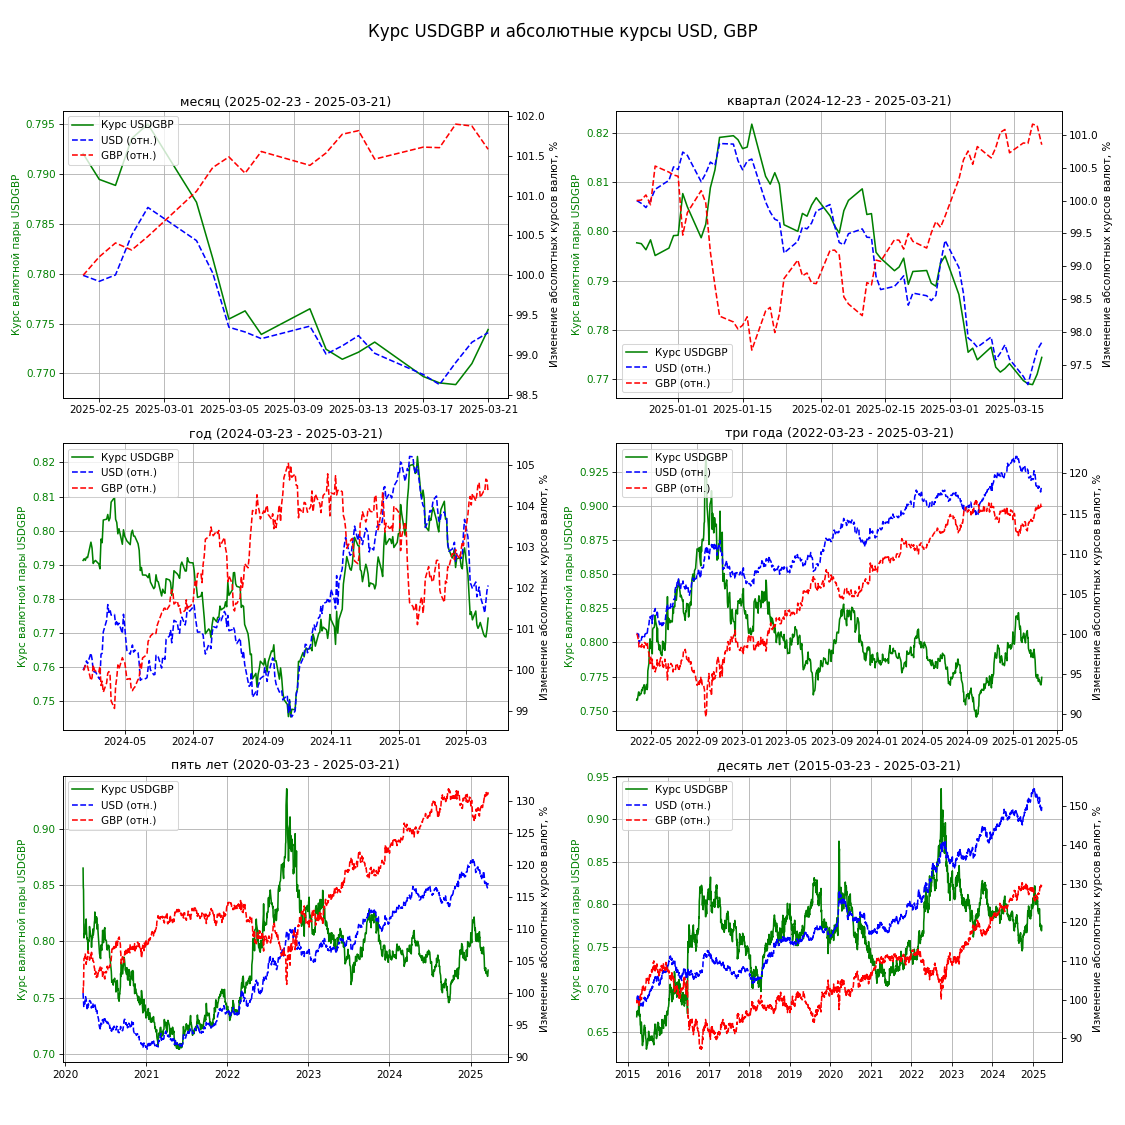 Курс USDGBP и абсолютные курсы USD, GBP
месяц (2025-02-23 - 2025-03-21)
Курс USDGBP
USD (отн.)
GBP (отн.)
Курс валютной пары USDGBP
0.795
0.790
0.785
0.780
0.775
0.770
102.0
101.5
101.0
100.5
100.0
99.5
99.0
98.5
Изменение абсолютных курсов валют, %
2025-02-25 2025-03-01 2025-03-05 2025-03-09 2025-03-13 2025-03-17 2025-03-21
квартал (2024-12-23 - 2025-03-21)
Курс USDGBP
USD (отн.)
GBP (отн.)
Курс валютной пары USDGBP
0.82
0.81
0.80
0.79
0.78
0.77
101.0
100.5
100.0
99.5
99.0
98.5
98.0
97.5
Изменение абсолютных курсов валют, %
2025-01-01 2025-01-15 2025-02-01 2025-02-15 2025-03-01 2025-03-15
год (2024-03-23 - 2025-03-21)
Курс USDGBP
USD (отн.)
GBP (отн.)
Курс валютной пары USDGBP
0.82
0.81
0.80
0.79
0.78
0.77
0.76
0.75
105
104
103
102
101
100
99
Изменение абсолютных курсов валют, %
2024-05 2024-07 2024-09 2024-11 2025-01 2025-03
три года (2022-03-23 - 2025-03-21)
Курс USDGBP
USD (отн.)
GBP (отн.)
Курс валютной пары USDGBP
0.925
0.900
0.875
0.850
0.825
0.800
0.775
0.750
120
115
110
105
100
95
90
Изменение абсолютных курсов валют, %
2022-05 2022-09 2023-01 2023-05 2023-09 2024-01 2024-05 2024-09 2025-01 2025-05
пять лет (2020-03-23 - 2025-03-21)
Курс USDGBP
USD (отн.)
GBP (отн.)
Курс валютной пары USDGBP
0.90
0.85
0.80
0.75
0.70
130
125
120
115
110
105
100
95
90
Изменение абсолютных курсов валют, %
2020 2021 2022 2023 2024 2025
десять лет (2015-03-23 - 2025-03-21)
Курс USDGBP
USD (отн.)
GBP (отн.)
Курс валютной пары USDGBP
0.95
0.90
0.85
0.80
0.75
0.70
0.65
150
140
130
120
110
100
90
Изменение абсолютных курсов валют, %
2015 2016 2017 2018 2019 2020 2021 2022 2023 2024 2025